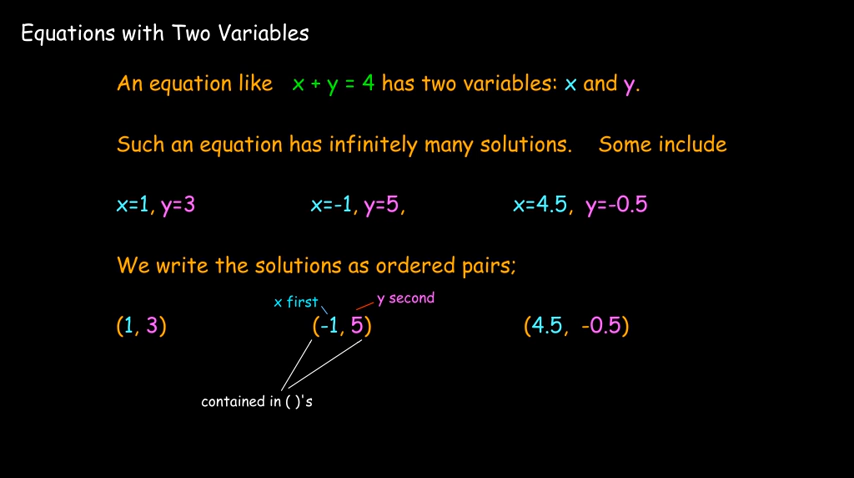 Equations with Two Variables
An equation like x + y = 4 has two variables: x and y.
Such an equation has infinitely many solutions. Some include
x=1, y=3 x=-1, y=5, x=4.5, y=-0.5
We write the solutions as ordered pairs;
x first y second
(1, 3) (-1, 5) (4.5, -0.5)
contained in ( )'s